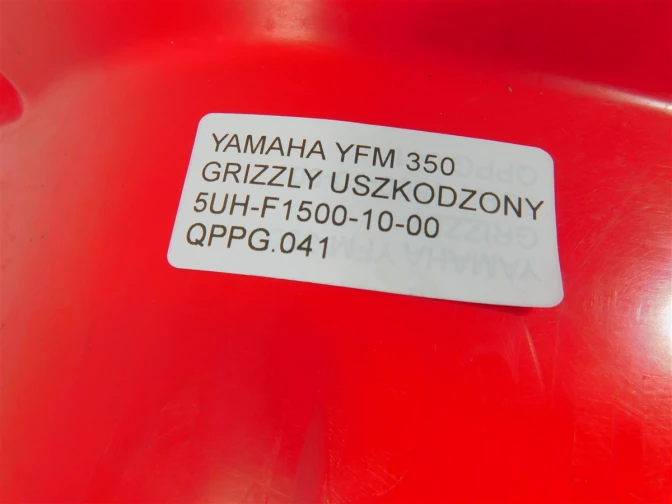 YAMAHA YFM 350
GRIZZLY USZKODZONY
5UH-F1500-10-00
QPPG.041